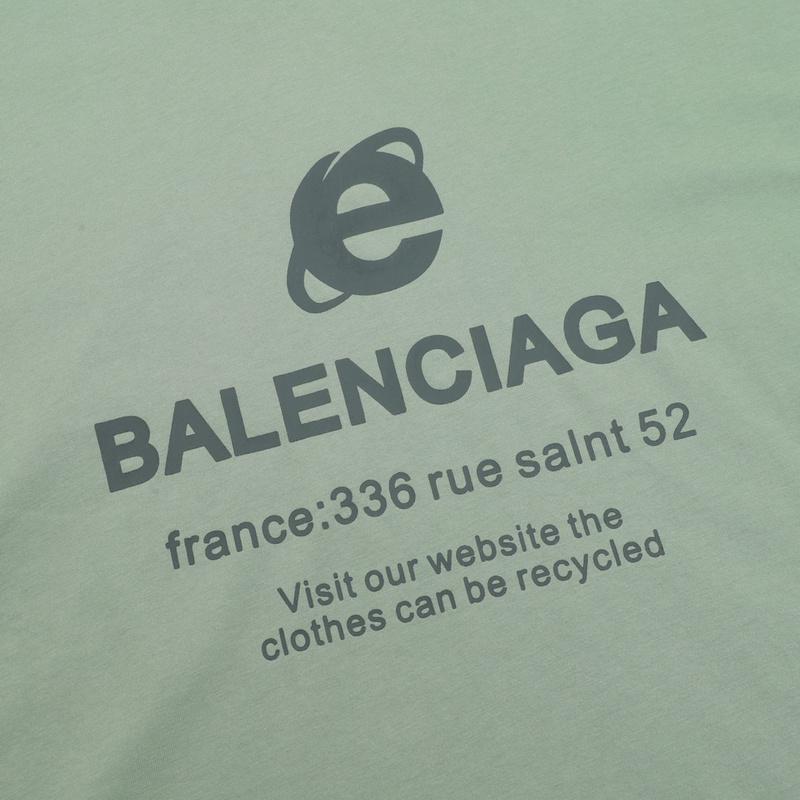 e
BALENCIAGA
france:336 rue salnt 52
Visit our website the
clothes can be recycled